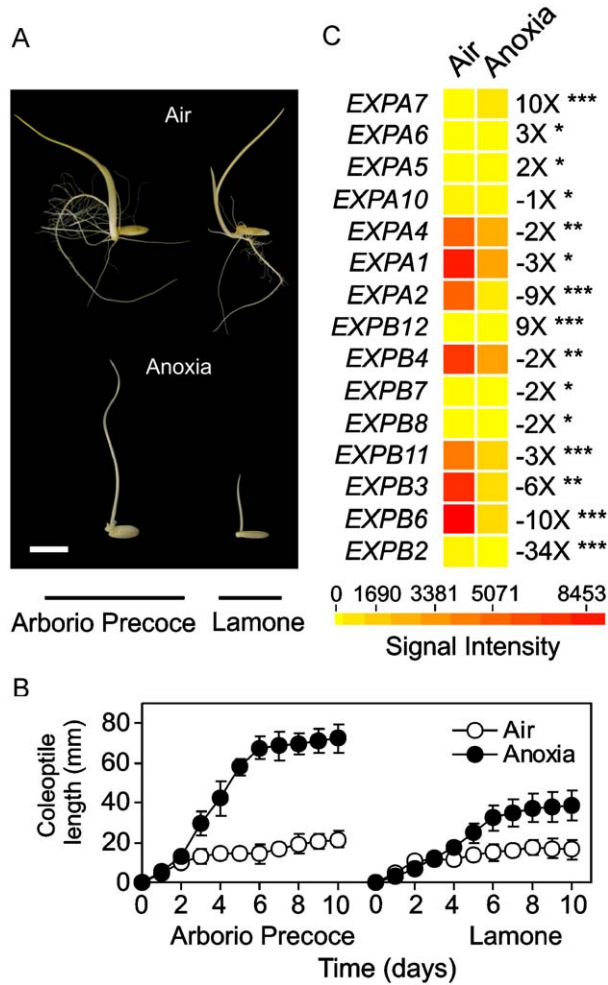 A
Air
Anoxia
Arborio Precoce Lamone
C
Air Anoxia
EXPA7 10X ***
EXPA6 3X *
EXPA5 2X *
EXPA10 -1X *
EXPA4 -2X **
EXPA1 -3X *
EXPA2 -9X ***
EXPB12 9X ***
EXPB4 -2X **
EXPB7 -2X *
EXPB8 -2X *
EXPB11 -3X ***
EXPB3 -6X **
EXPB6 -10X ***
EXPB2 -34X ***
0 1690 3381 5071 8453
Signal Intensity
B
Coleoptile
length (mm)
80
60
40
20
0
Air
Anoxia
0 2 4 6 8 10 0 2 4 6 8 10
Arborio Precoce Lamone
Time (days)